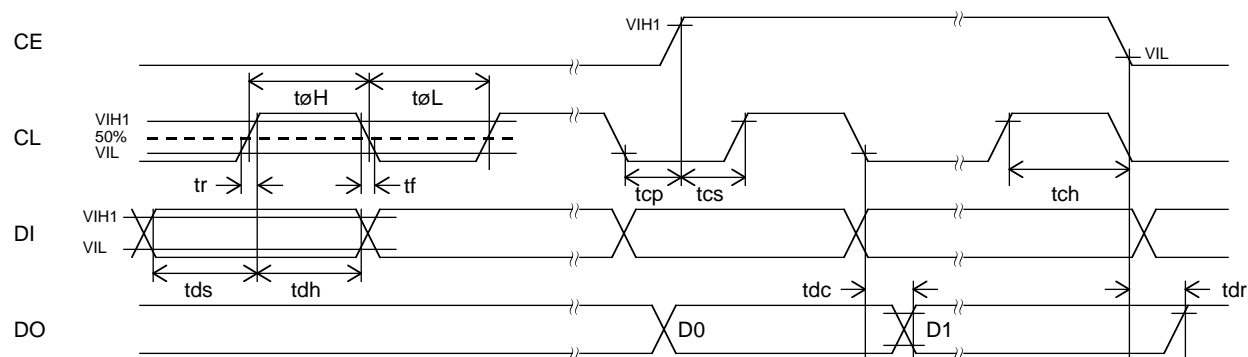 CE
VIH1
VIL
tøH
tøL
CL
VIH1
50%
VIL
tr
tf
tcp
tcs
tch
DI
VIH1
VIL
tds
tdh
tdc
tdr
DO
D0
D1